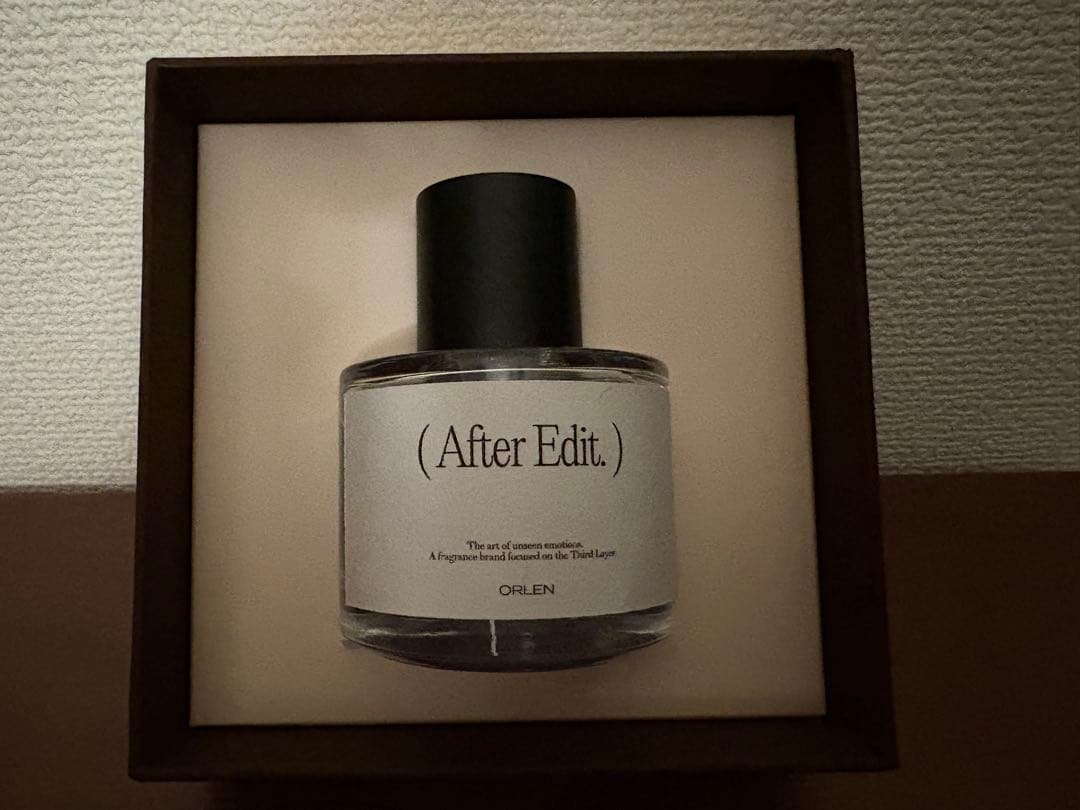 ( After Edit. )
The art of unseen emotions.
A fragrance brand focused on the Third Layer
ORLEN